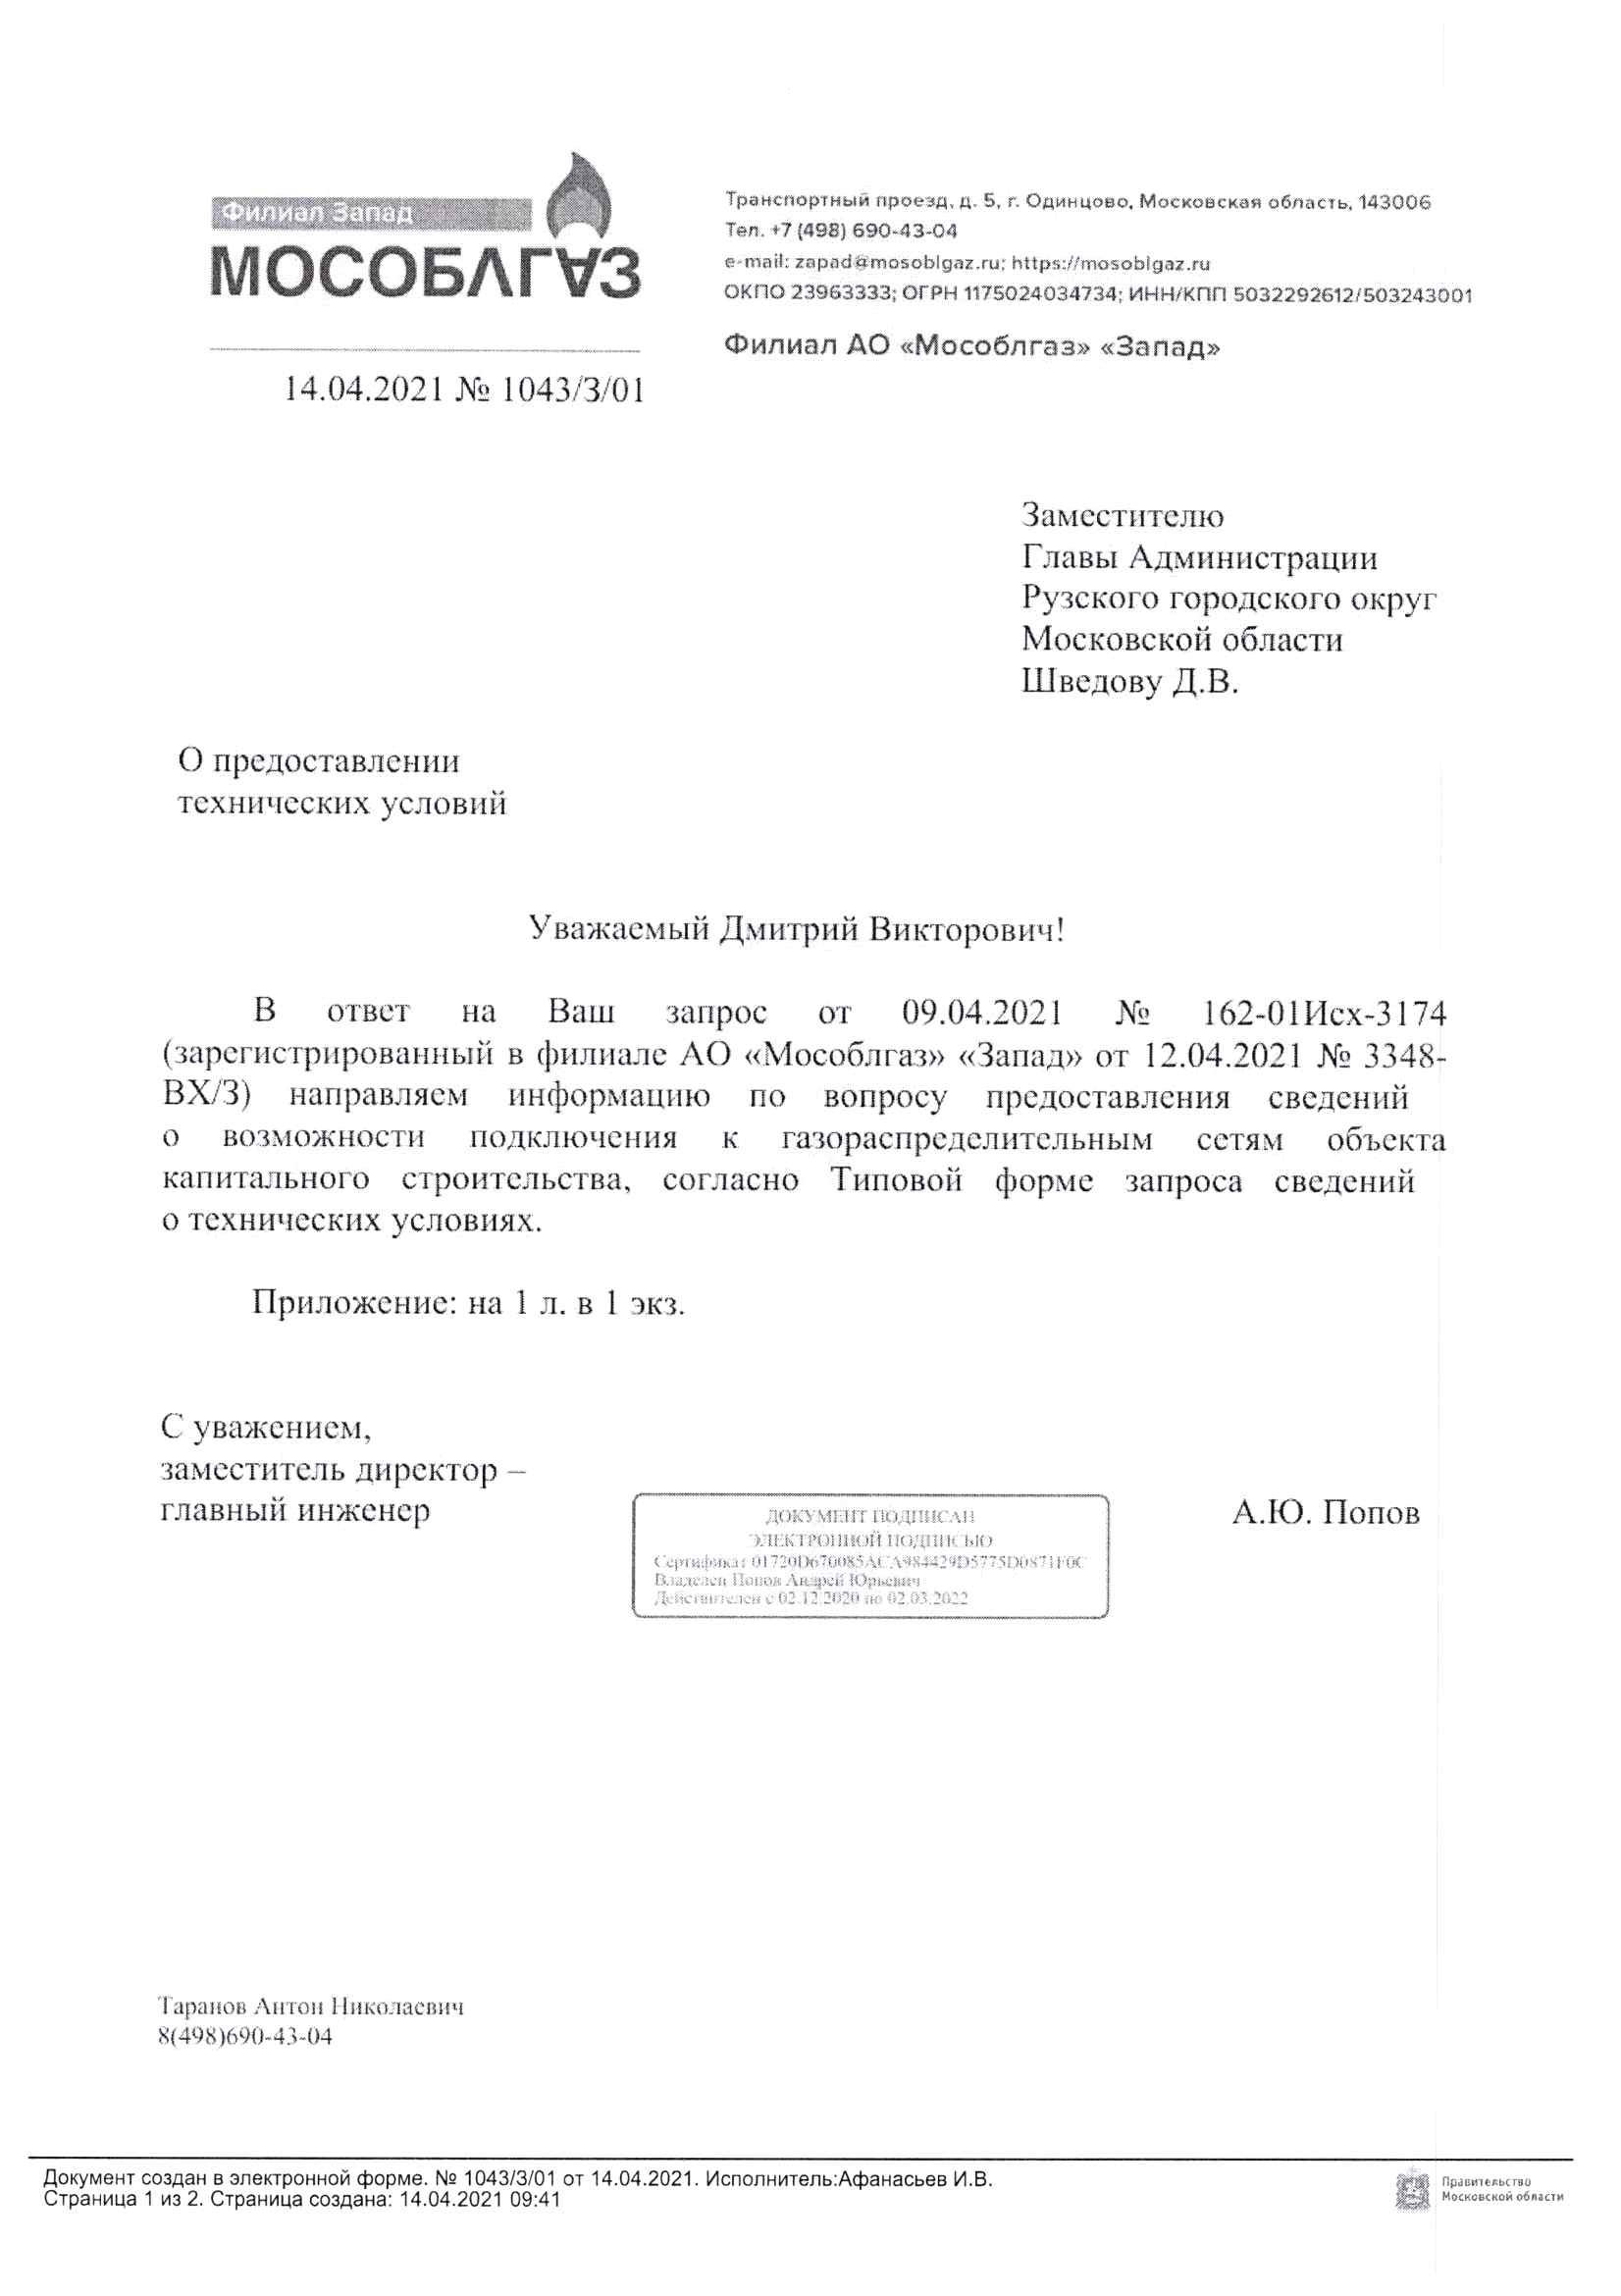 Филиал Запад
МОСОБЛГАЗ
Транспортный проезд, д. 5, г. Одинцово, Московская область, 143006
Тел. +7 (498) 690-43-04
e-mail: zapad@mosoblgaz.ru; https://mosoblgaz.ru
ОКПО 23963333; ОГРН 1175024034734; ИНН/КПП 5032292612/503243001
Филиал АО «Мособлгаз» «Запад»
14.04.2021 № 1043/З/01
Заместителю
Главы Администрации
Рузского городского округ
Московской области
Шведову Д.В.
О предоставлении
технических условий
Уважаемый Дмитрий Викторович!
В ответ на Ваш запрос от 09.04.2021 № 162-01Исх-3174
(зарегистрированный в филиале АО «Мособлгаз» «Запад» от 12.04.2021 № 3348-
ВХ/З) направляем информацию по вопросу предоставления сведений
о возможности подключения к газораспределительным сетям объекта
капитального строительства, согласно Типовой форме запроса сведений
о технических условиях.
Приложение: на 1 л. в 1 экз.
С уважением,
заместитель директор –
главный инженер
А.Ю. Попов
ДОКУМЕНТ ПОДПИСАН
ЭЛЕКТРОННОЙ ПОДПИСЬЮ
Сертификат 01720D670085ACA984429D5775D0871F0C
Владелец Попов Андрей Юрьевич
Действителен с 02.12.2020 по 02.03.2022
Таранов Антон Николаевич
8(498)690-43-04
Документ создан в электронной форме. № 1043/З/01 от 14.04.2021. Исполнитель:Афанасьев И.В.
Страница 1 из 2. Страница создана: 14.04.2021 09:41
Правительство
Московской области